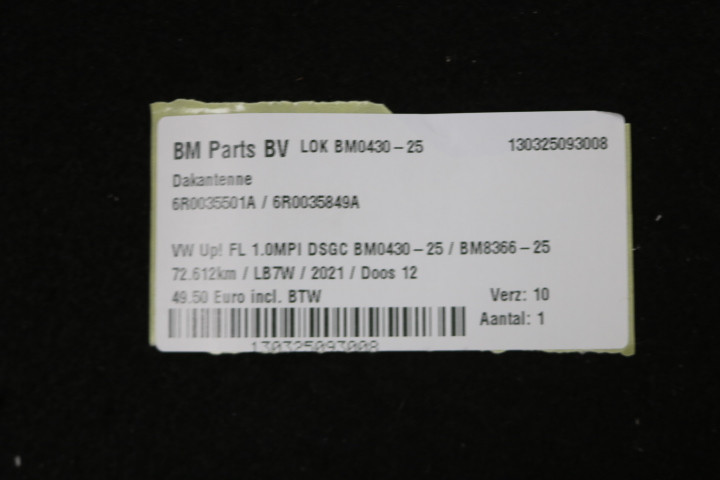 BM Parts BV LOK BM0430-25 130325093008
Dakantenne
6R0035501A / 6R0035849A
VW Up! FL 1.0MPI DSGC BM0430-25 / BM8366-25
72.612km / LB7W / 2021 / Doos 12
49.50 Euro incl. BTW Verz: 10
Aantal: 1
130325093008